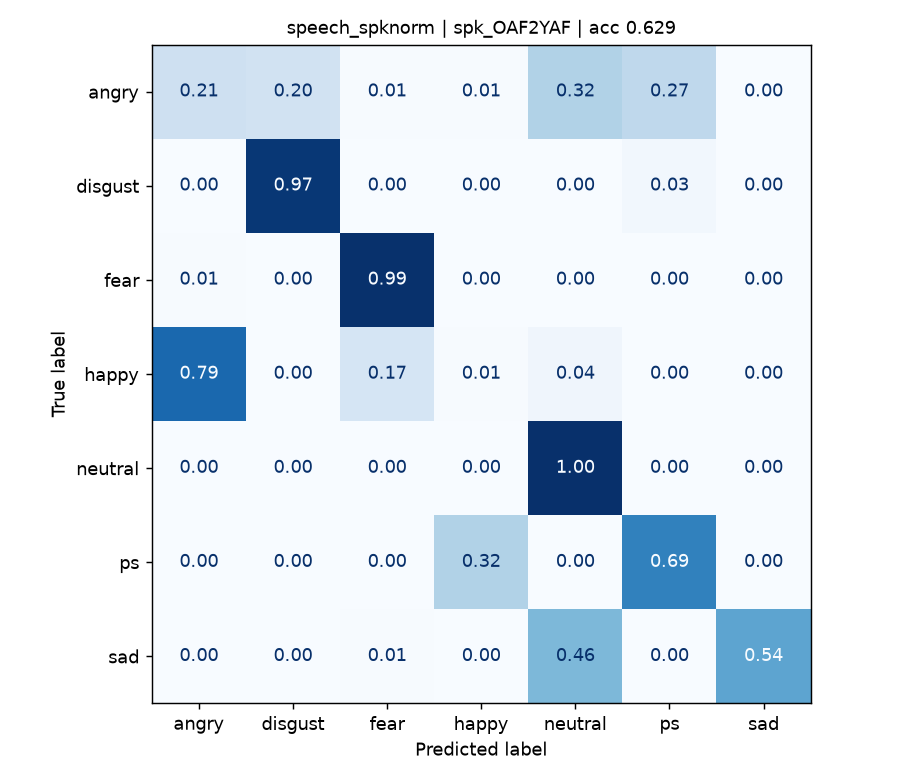 speech_spknorm | spk_OAF2YAF | acc 0.629
angry 0.21 0.20 0.01 0.01 0.32 0.27 0.00
disgust 0.00 0.97 0.00 0.00 0.00 0.03 0.00
fear 0.01 0.00 0.99 0.00 0.00 0.00 0.00
True label
happy 0.79 0.00 0.17 0.01 0.04 0.00 0.00
neutral 0.00 0.00 0.00 0.00 1.00 0.00 0.00
ps 0.00 0.00 0.00 0.32 0.00 0.69 0.00
sad 0.00 0.00 0.01 0.00 0.46 0.00 0.54
angry disgust fear happy neutral ps sad
Predicted label